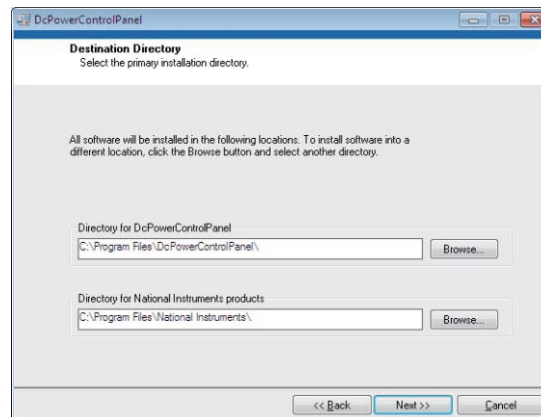 DcPowerControlPanel
Destination Directory
Select the primary installation directory.
All software will be installed in the following locations. To install software into a
different location, click the Browse button and select another directory.
Directory for DcPowerControlPanel
C:\Program Files\DcPowerControlPanel\
Browse...
Directory for National Instruments products
C:\Program Files\National Instruments\
Browse...
<< Back
Next >>
Cancel